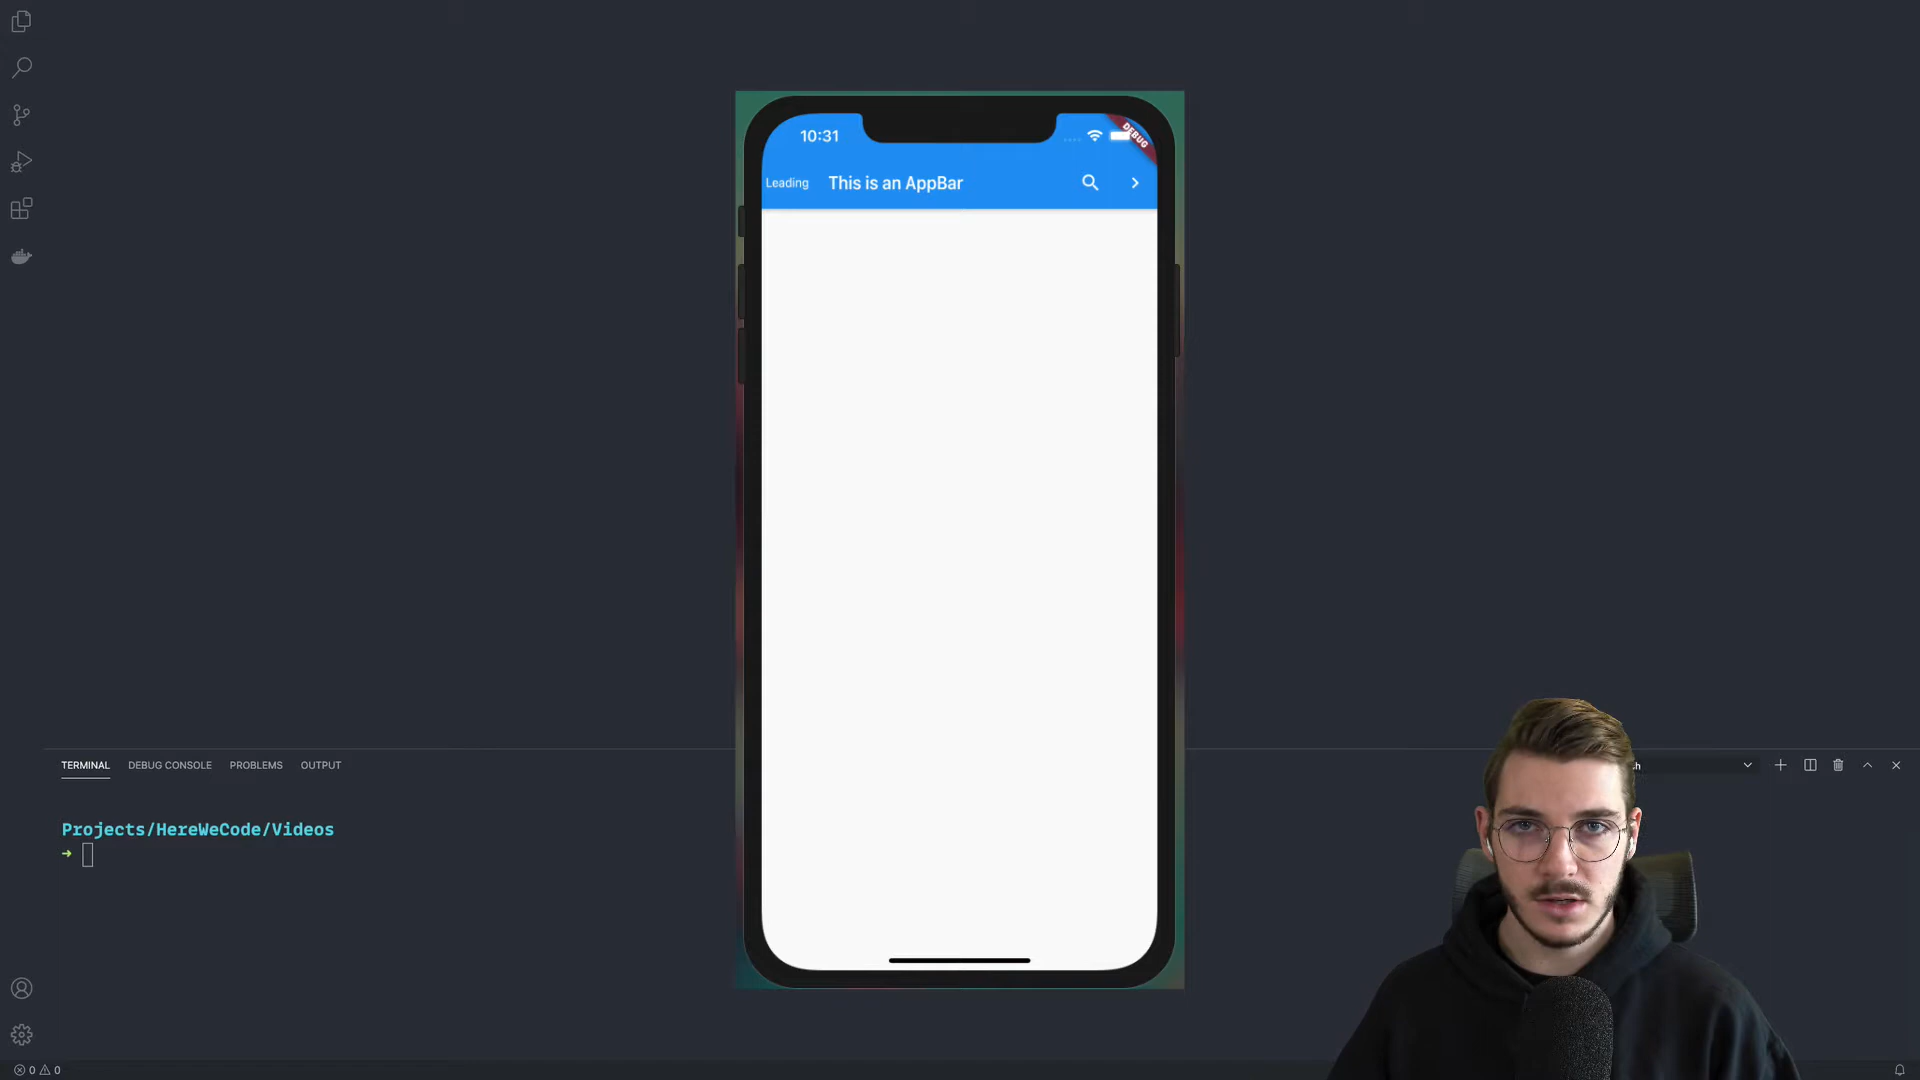 10:31
DEBUG
Leading This is an AppBar
TERMINAL DEBUG CONSOLE PROBLEMS OUTPUT
Projects/HereWeCode/Videos
0 0